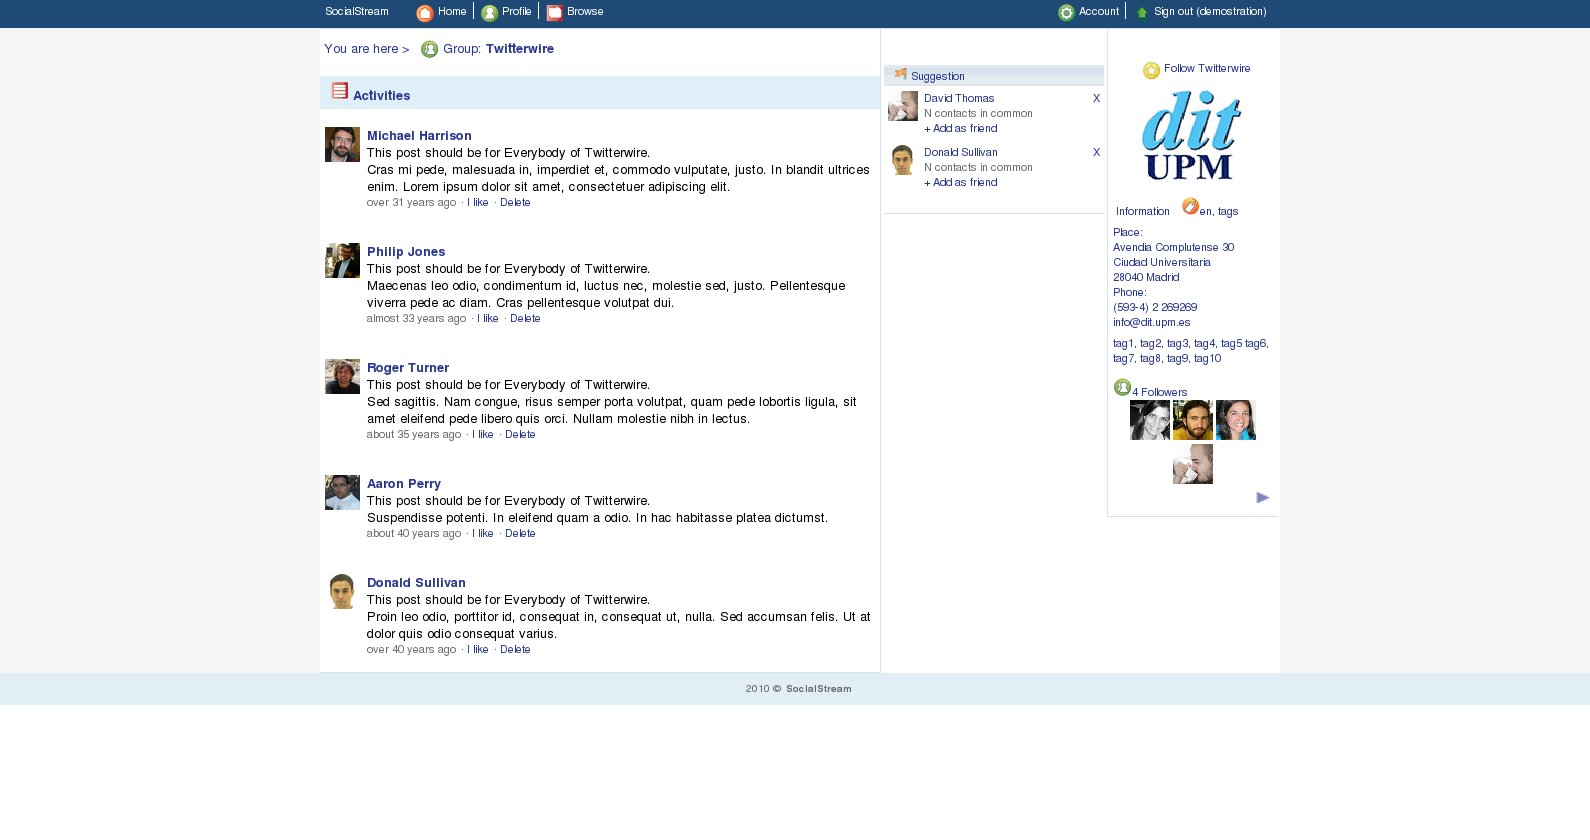 SocialStream Home Profile Browse Account Sign out (demostration)
You are here > Group: Twitterwire
Activities
Michael Harrison
This post should be for Everybody of Twitterwire.
Cras mi pede, malesuada in, imperdiet et, commodo vulputate, justo. In blandit ultrices
enim. Lorem ipsum dolor sit amet, consectetuer adipiscing elit.
over 31 years ago · I like · Delete
Philip Jones
This post should be for Everybody of Twitterwire.
Maecenas leo odio, condimentum id, luctus nec, molestie sed, justo. Pellentesque
viverra pede ac diam. Cras pellentesque volutpat dui.
almost 33 years ago · I like · Delete
Roger Turner
This post should be for Everybody of Twitterwire.
Sed sagittis. Nam congue, risus semper porta volutpat, quam pede lobortis ligula, sit
amet eleifend pede libero quis orci. Nullam molestie nibh in lectus.
about 35 years ago · I like · Delete
Aaron Perry
This post should be for Everybody of Twitterwire.
Suspendisse potenti. In eleifend quam a odio. In hac habitasse platea dictumst.
about 40 years ago · I like · Delete
Donald Sullivan
This post should be for Everybody of Twitterwire.
Proin leo odio, porttitor id, consequat in, consequat ut, nulla. Sed accumsan felis. Ut at
dolor quis odio consequat varius.
over 40 years ago · I like · Delete
Suggestion
David Thomas X
N contacts in common
+ Add as friend
Donald Sullivan X
N contacts in common
+ Add as friend
Follow Twitterwire
dit
UPM
Information en, tags
Place:
Avendia Complutense 30
Ciudad Universitaria
28040 Madrid
Phone:
(593-4) 2 269269
info@dit.upm.es
tag1, tag2, tag3, tag4, tag5 tag6,
tag7, tag8, tag9, tag10
4 Followers
2010 © SocialStream